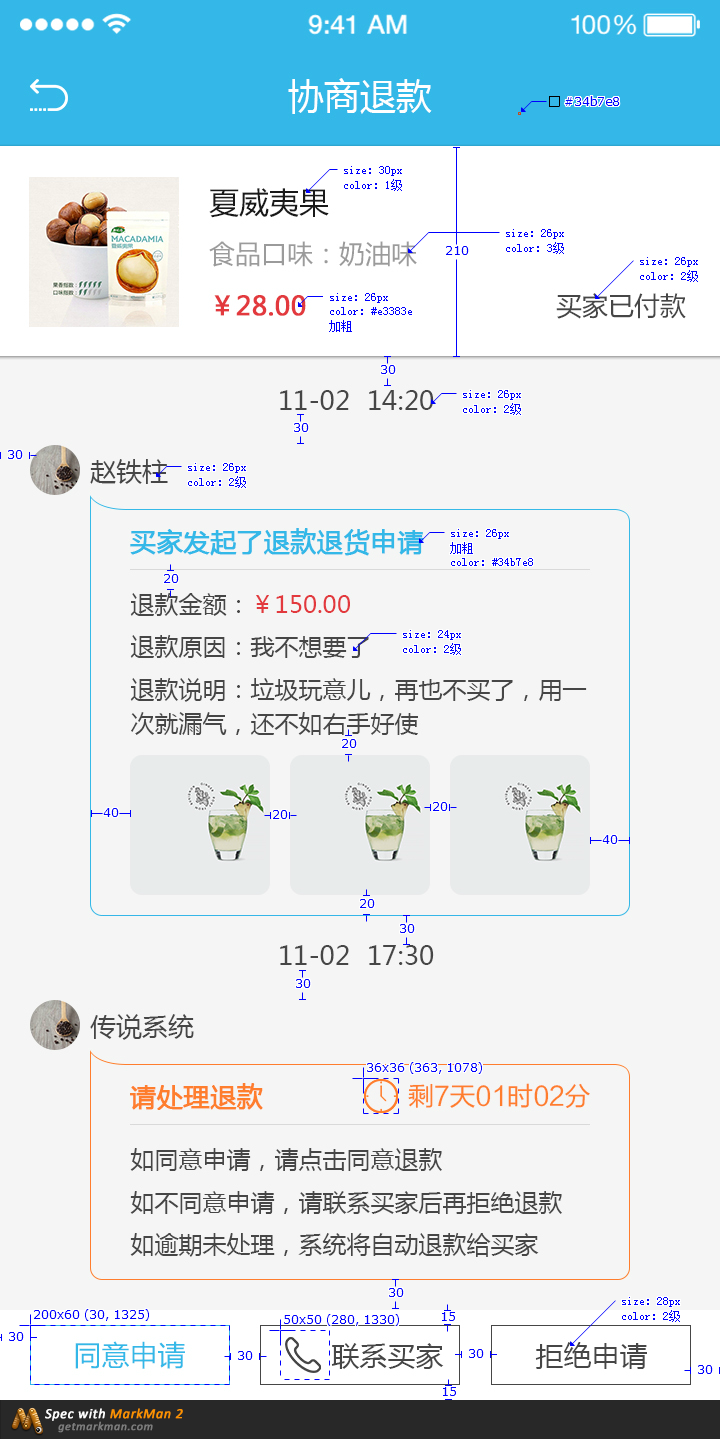 9:41 AM
100%
协商退款
#34b7e8
size: 30px
color: 1级
夏威夷果
MACADAMIA
夏威夷果
果香指数:
口味指数:
食品口味：奶油味
size: 26px
color: 3级
210
size: 26px
color: 2级
￥28.00
size: 26px
color: #e3383e
加粗
买家已付款
30
11-02 14:20
size: 26px
color: 2级
30
30
赵铁柱
size: 26px
color: 2级
买家发起了退款退货申请
size: 26px
加粗
color: #34b7e8
20
退款金额：￥150.00
退款原因：我不想要了
size: 24px
color: 2级
退款说明：垃圾玩意儿，再也不买了，用一
次就漏气，还不如右手好使
20
40
20
20
40
20
30
11-02 17:30
30
传说系统
36x36 (363, 1078)
请处理退款
剩7天01时02分
如同意申请，请点击同意退款
如不同意申请，请联系买家后再拒绝退款
如逾期未处理，系统将自动退款给买家
30
size: 28px
color: 2级
200x60 (30, 1325)
50x50 (280, 1330)
15
30
同意申请
30
联系买家
30
拒绝申请
30
15
Spec with MarkMan 2
getmarkman.com